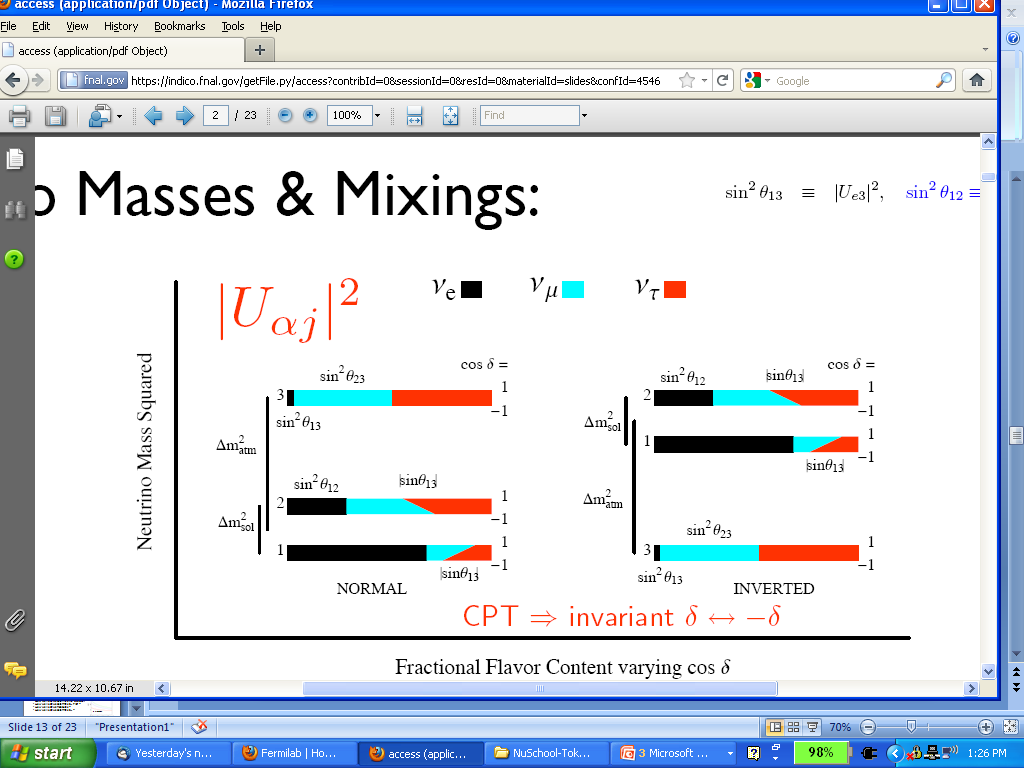 access (application/pdf Object) - Mozilla Firefox
File Edit View History Bookmarks Tools Help
access (application/pdf Object) +
fnal.gov https://indico.fnal.gov/getFile.py/access?contribId=0&sessionId=0&resId=0&materialId=slides&confId=4546 Google
2 / 23 100% Find
o Masses & Mixings:
sin² θ₁₃ ≡ |Uₑ₃|², sin² θ₁₂ ≡
|U_αj|²
νe νμ ντ
Neutrino Mass Squared
cos δ =
sin²θ₂₃
3 1
−1
sin²θ₁₃
Δm²atm
sin²θ₁₂ |sinθ₁₃|
2 1
−1
Δm²sol
1 1
−1
|sinθ₁₃|
NORMAL
cos δ =
sin²θ₁₂ |sinθ₁₃|
2 1
−1
Δm²sol
1 1
−1
|sinθ₁₃|
Δm²atm
sin²θ₂₃
3 1
−1
sin²θ₁₃
INVERTED
CPT ⇒ invariant δ ↔ −δ
Fractional Flavor Content varying cos δ
14.22 x 10.67 in
Slide 13 of 23 "Presentation1" 70%
start Yesterday's n... Fermilab | Ho... access (applic... NuSchool-Tok... 3 Microsoft ... 98% 1:26 PM